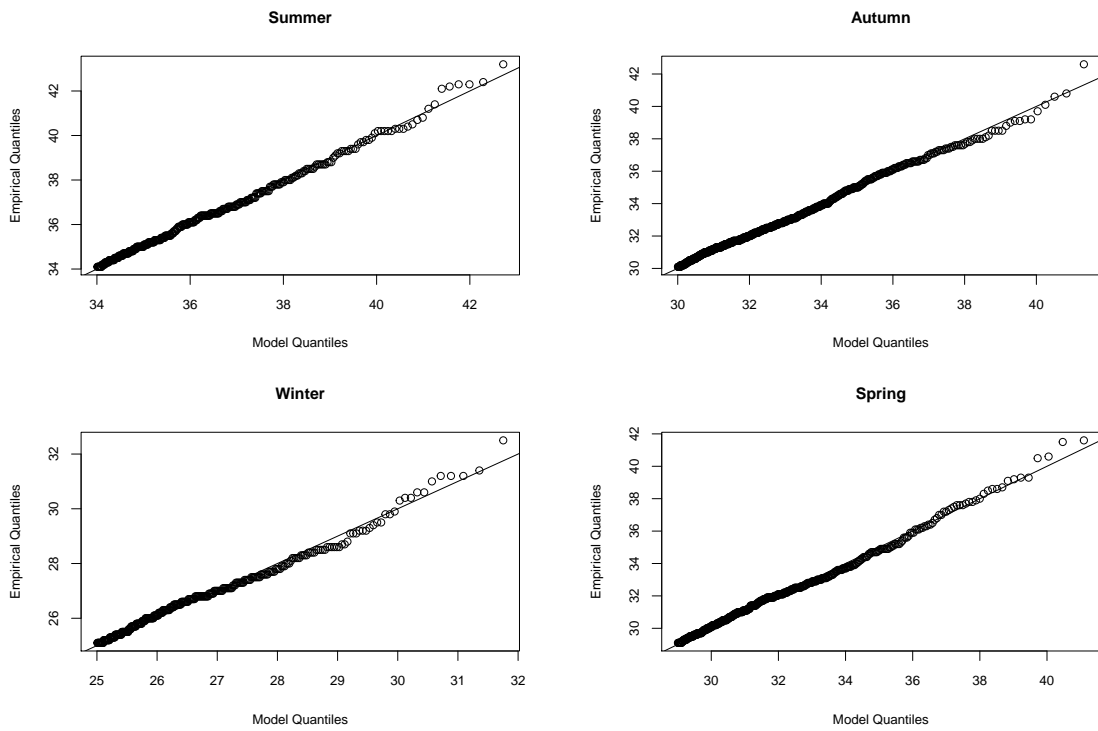 Summer
Empirical Quantiles
34 36 38 40 42
34 36 38 40 42
Model Quantiles
Autumn
Empirical Quantiles
30 32 34 36 38 40 42
30 32 34 36 38 40
Model Quantiles
Winter
Empirical Quantiles
26 28 30 32
25 26 27 28 29 30 31 32
Model Quantiles
Spring
Empirical Quantiles
30 32 34 36 38 40 42
30 32 34 36 38 40
Model Quantiles